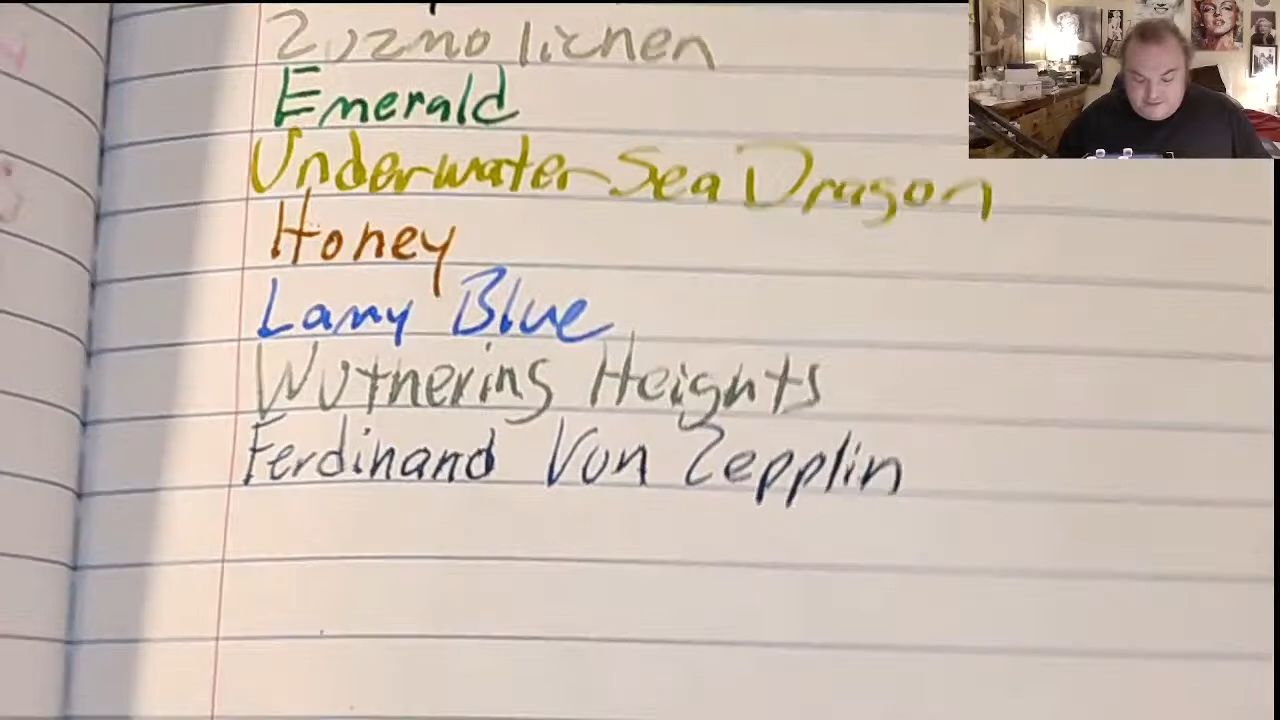 Zuzmo lichen
Emerald
Underwater Sea Dragon
Honey
Lamy Blue
Wuthering Heights
Ferdinand Von Zepplin